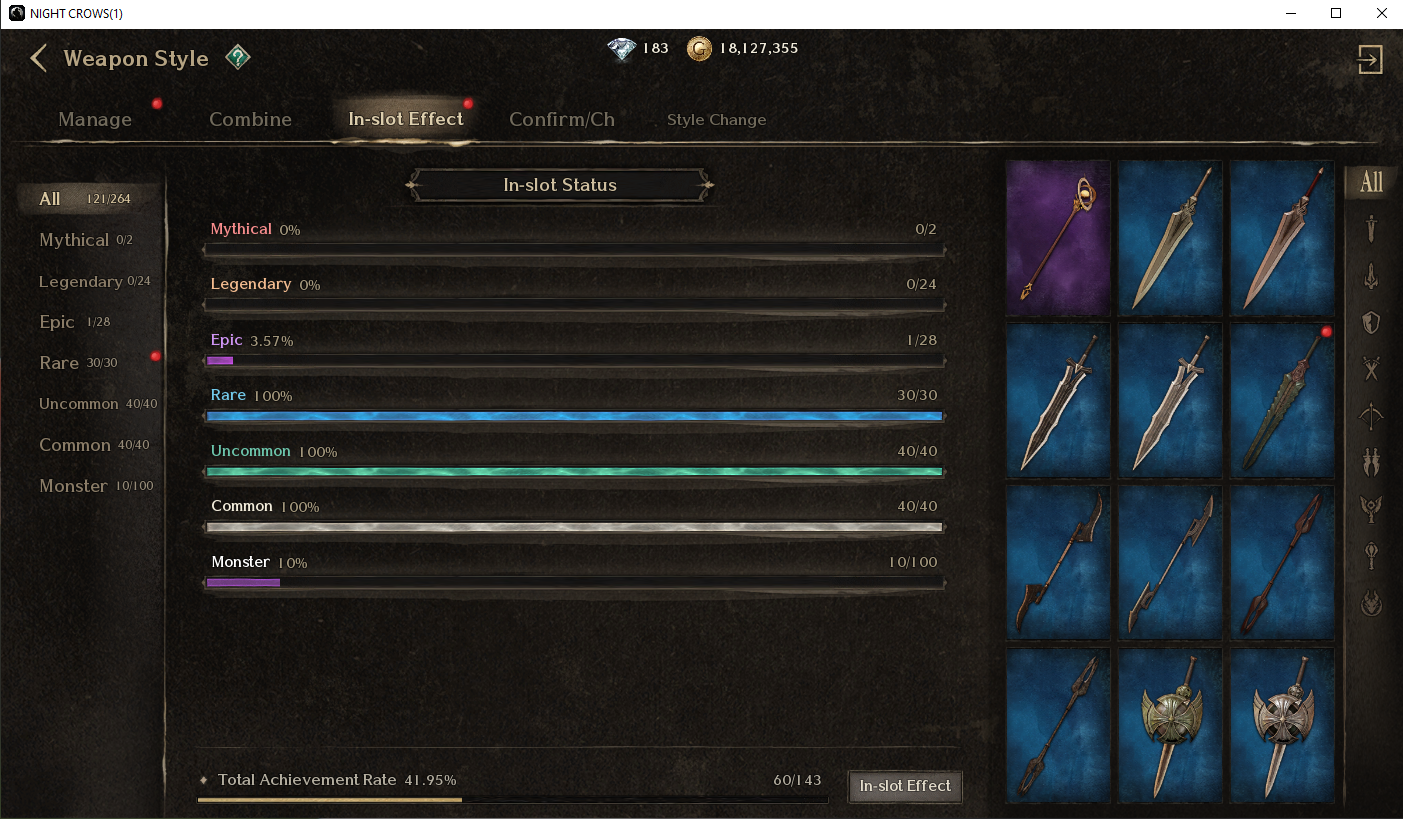 NIGHT CROWS(1)
Weapon Style ?
183 G 18,127,355
Manage Combine In-slot Effect Confirm/Ch Style Change
All 121/264
Mythical 0/2
Legendary 0/24
Epic 1/28
Rare 30/30
Uncommon 40/40
Common 40/40
Monster 10/100
In-slot Status
Mythical 0% 0/2
Legendary 0% 0/24
Epic 3.57% 1/28
Rare 100% 30/30
Uncommon 100% 40/40
Common 100% 40/40
Monster 10% 10/100
Total Achievement Rate 41.95% 60/143
In-slot Effect
All